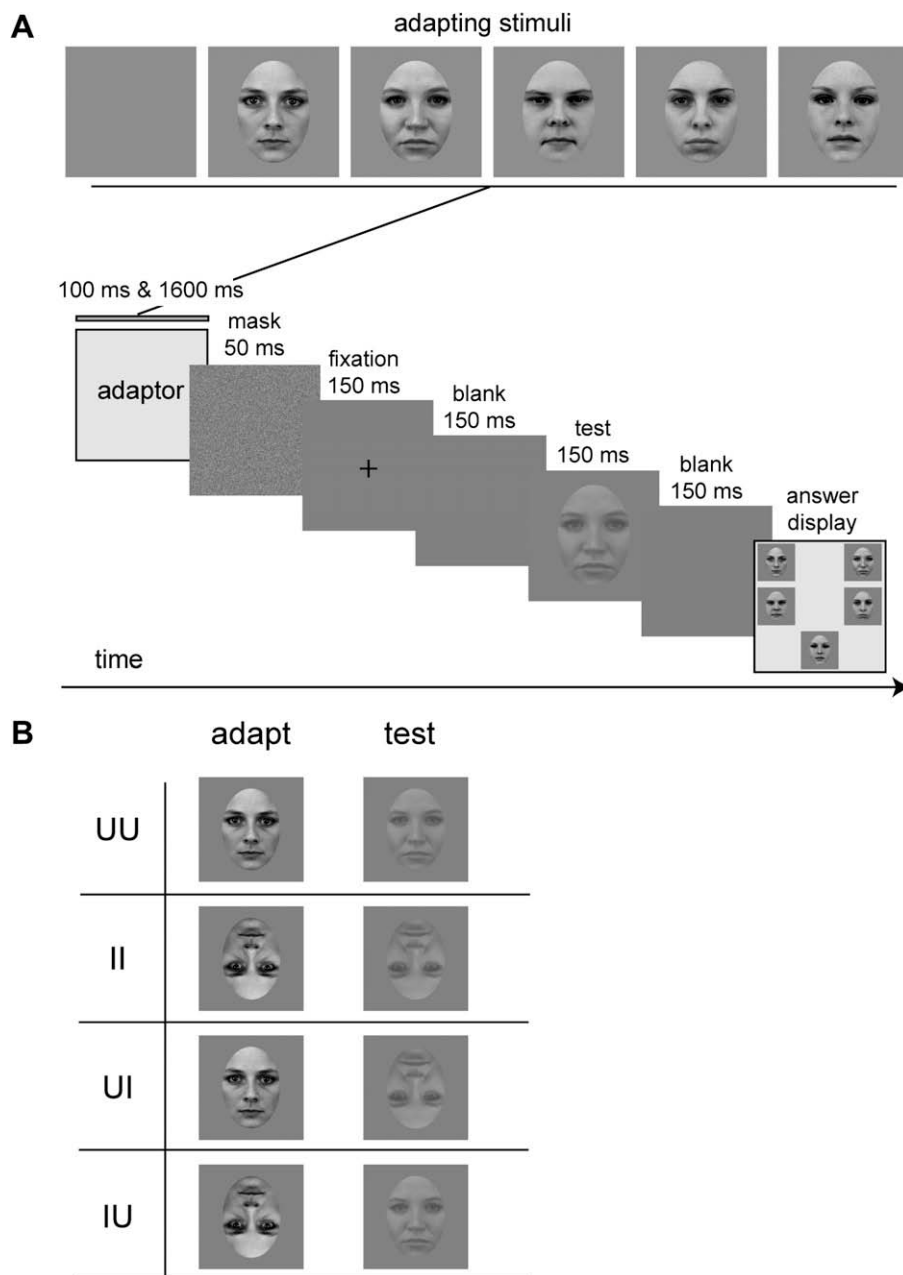 A
adapting stimuli
100 ms & 1600 ms
adaptor
mask
50 ms
fixation
150 ms
+
blank
150 ms
test
150 ms
blank
150 ms
answer
display
time
B
adapt test
UU
II
UI
IU